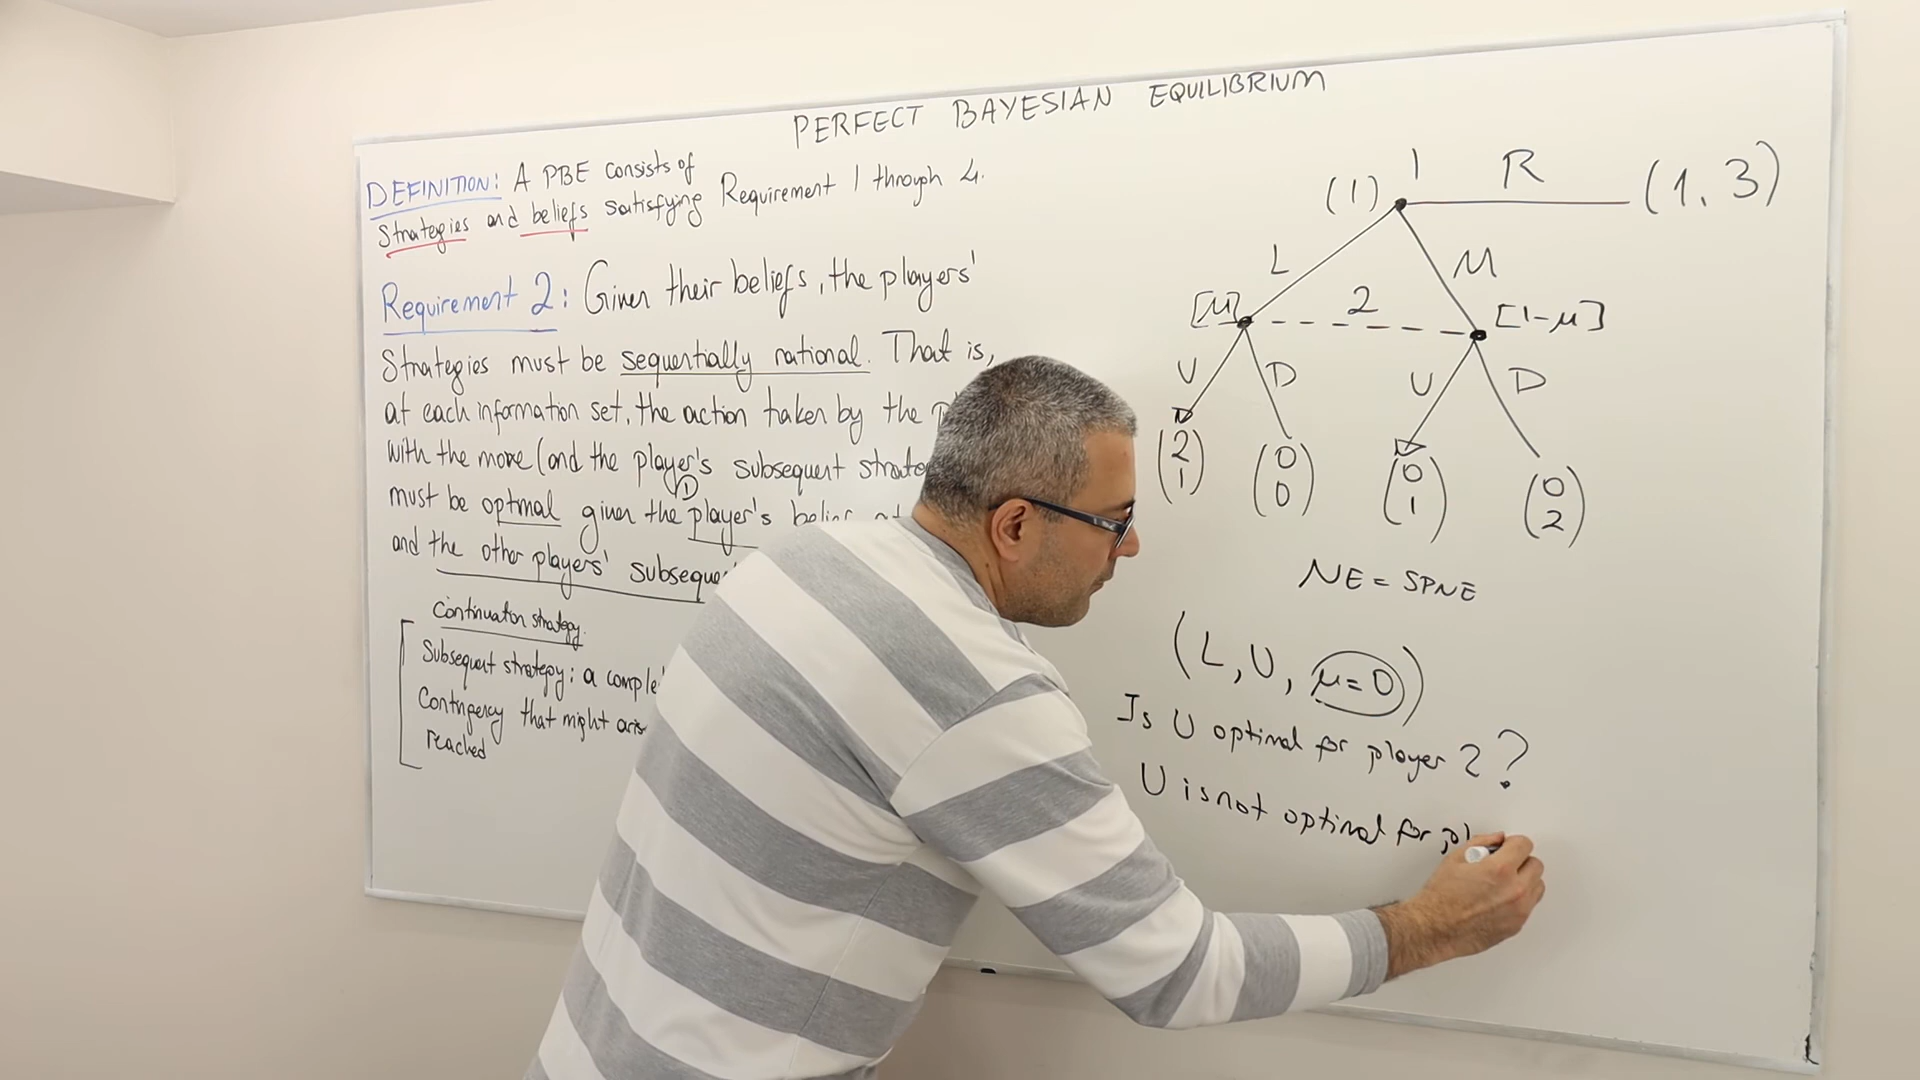 PERFECT BAYESIAN EQUILIBRIUM
DEFINITION: A PBE consists of
strategies and beliefs satisfying Requirement 1 through 4.
Requirement 2: Given their beliefs, the players'
Strategies must be sequentially rational. That is,
at each information set, the action taken by the
with the move (and the player's subsequent
①
must be optimal given the player's
and the other players'
Continuation strategy.
Subsequent strategy: a
Contingency that might
reached
1 R
(1) (1, 3)
L M
[μ] 2 [1-μ]
U D U D
2 0 0 0
1 0 1 2
NE = SPNE
(L, U, μ=0)
Is U optimal for player 2?
U is not optimal for pl